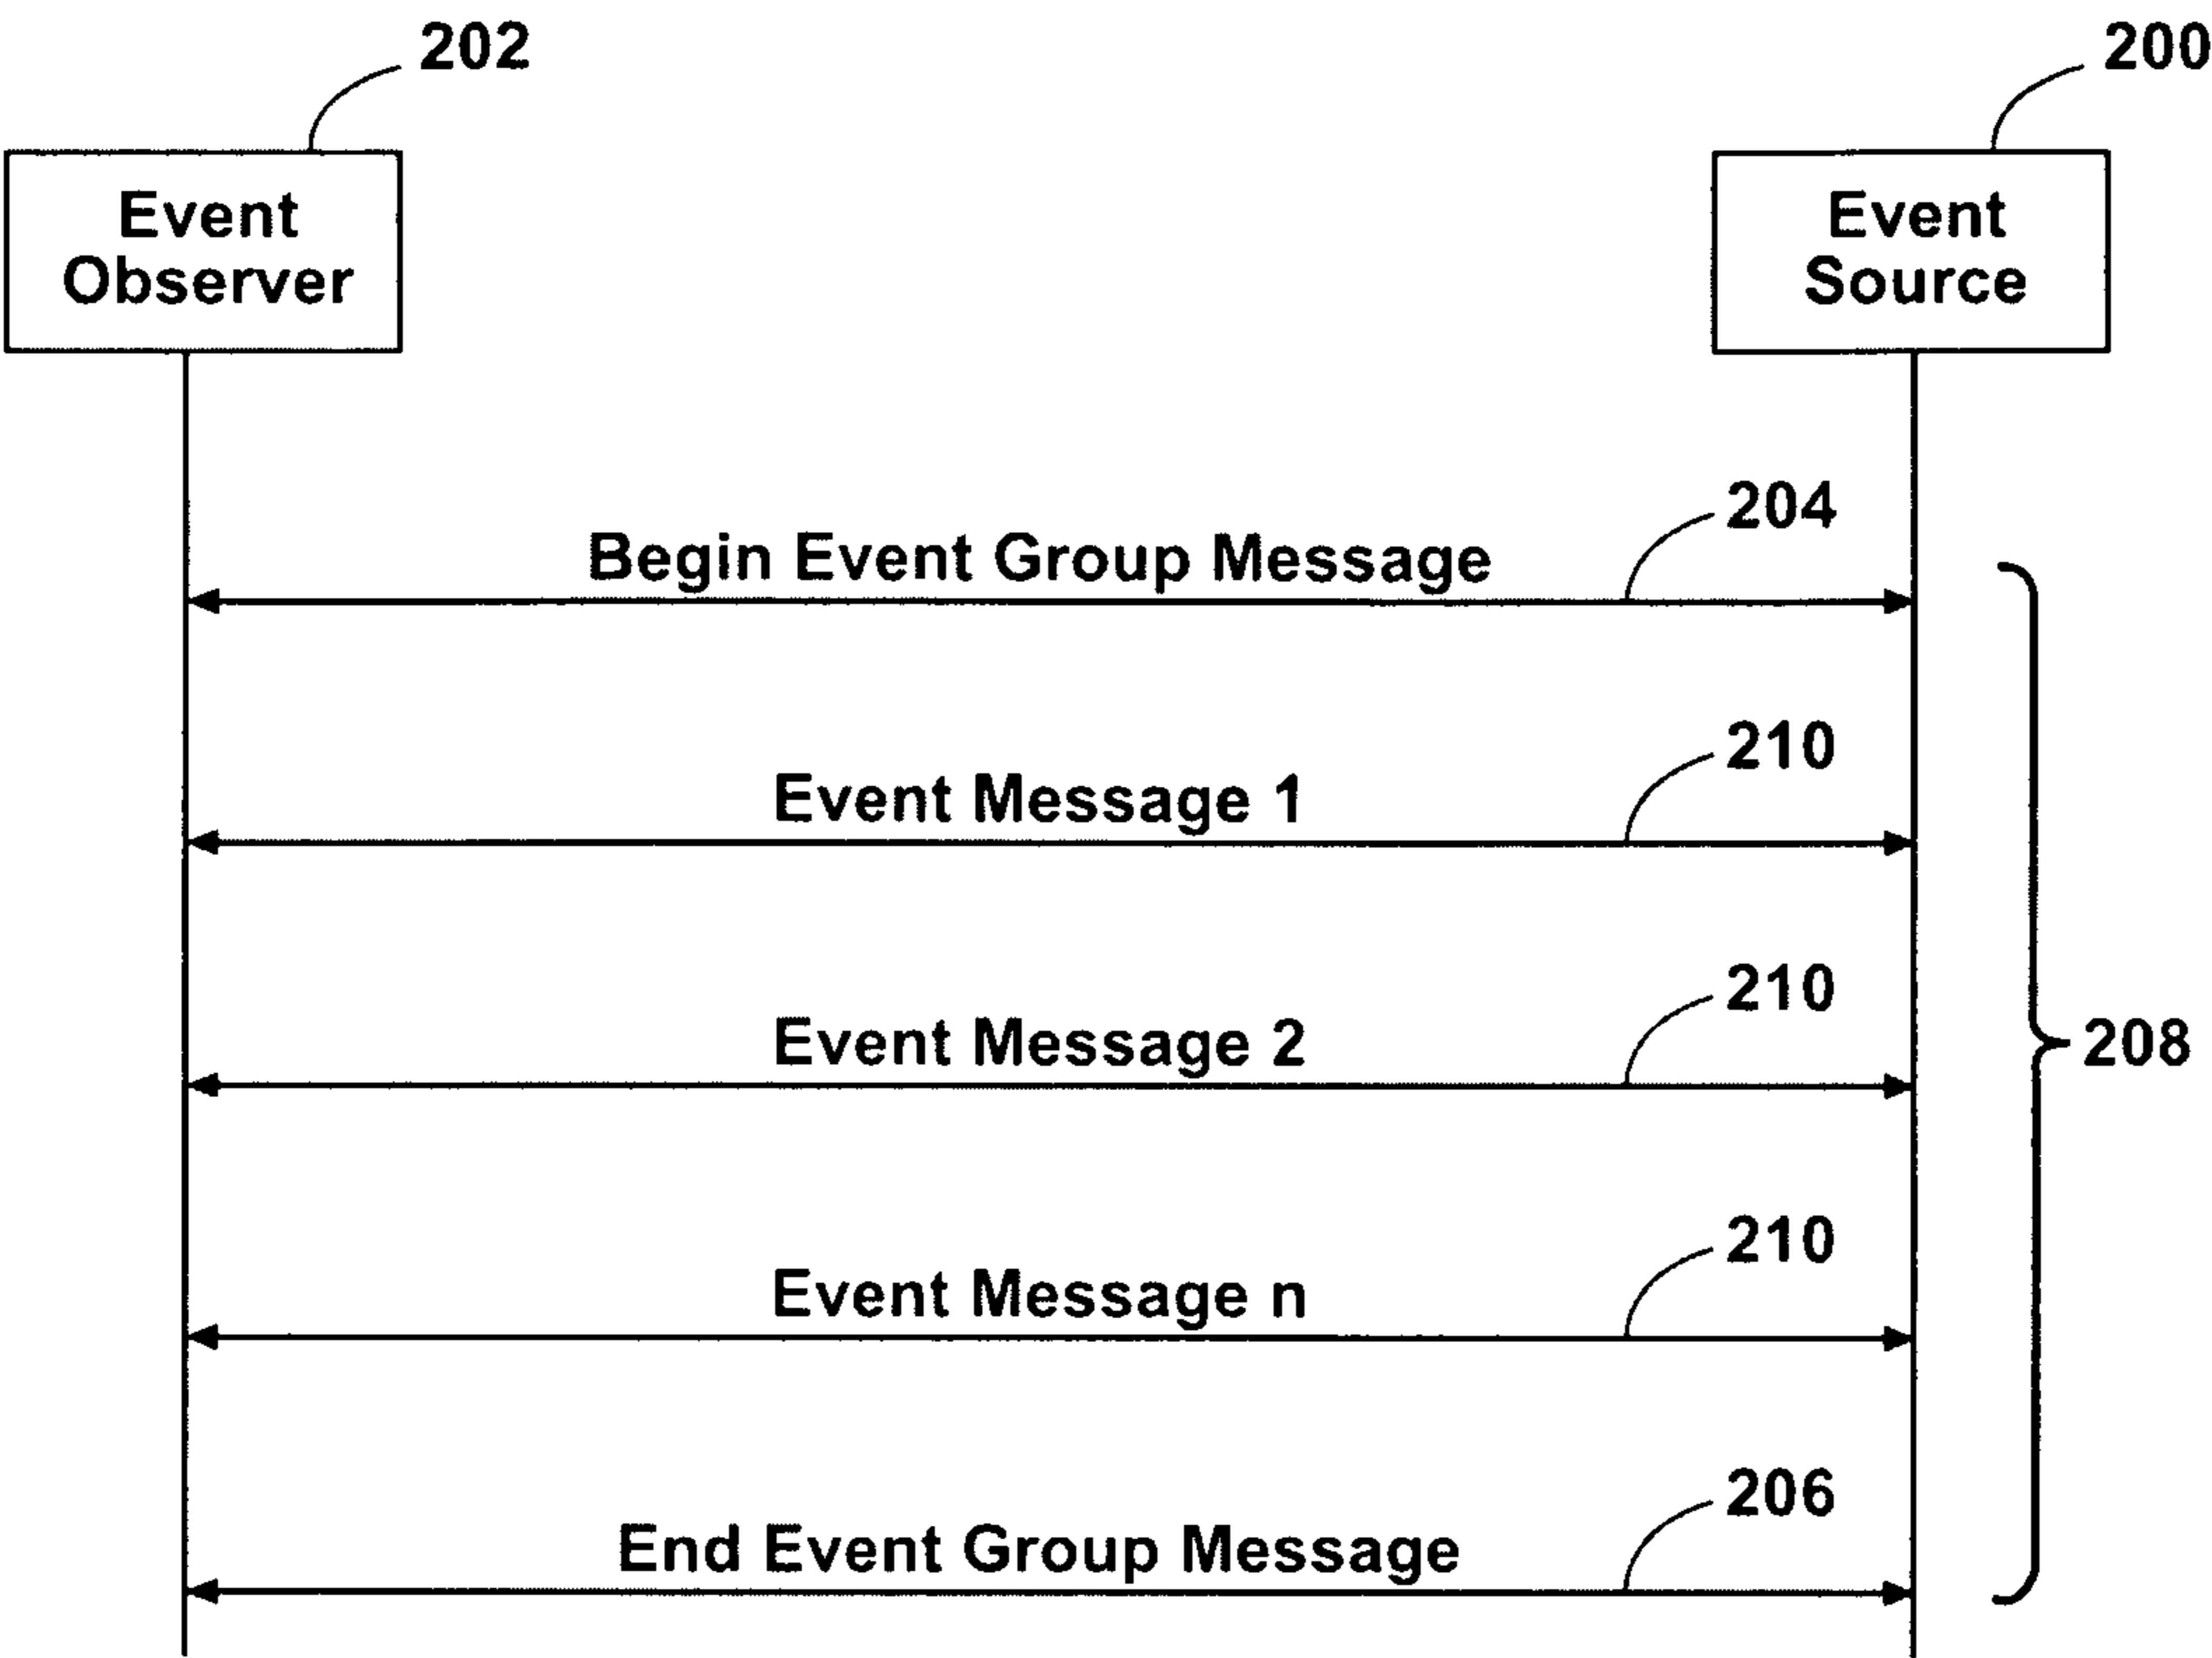 202
200
Event
Observer
Event
Source
204
Begin Event Group Message
210
Event Message 1
210
Event Message 2
208
210
Event Message n
206
End Event Group Message